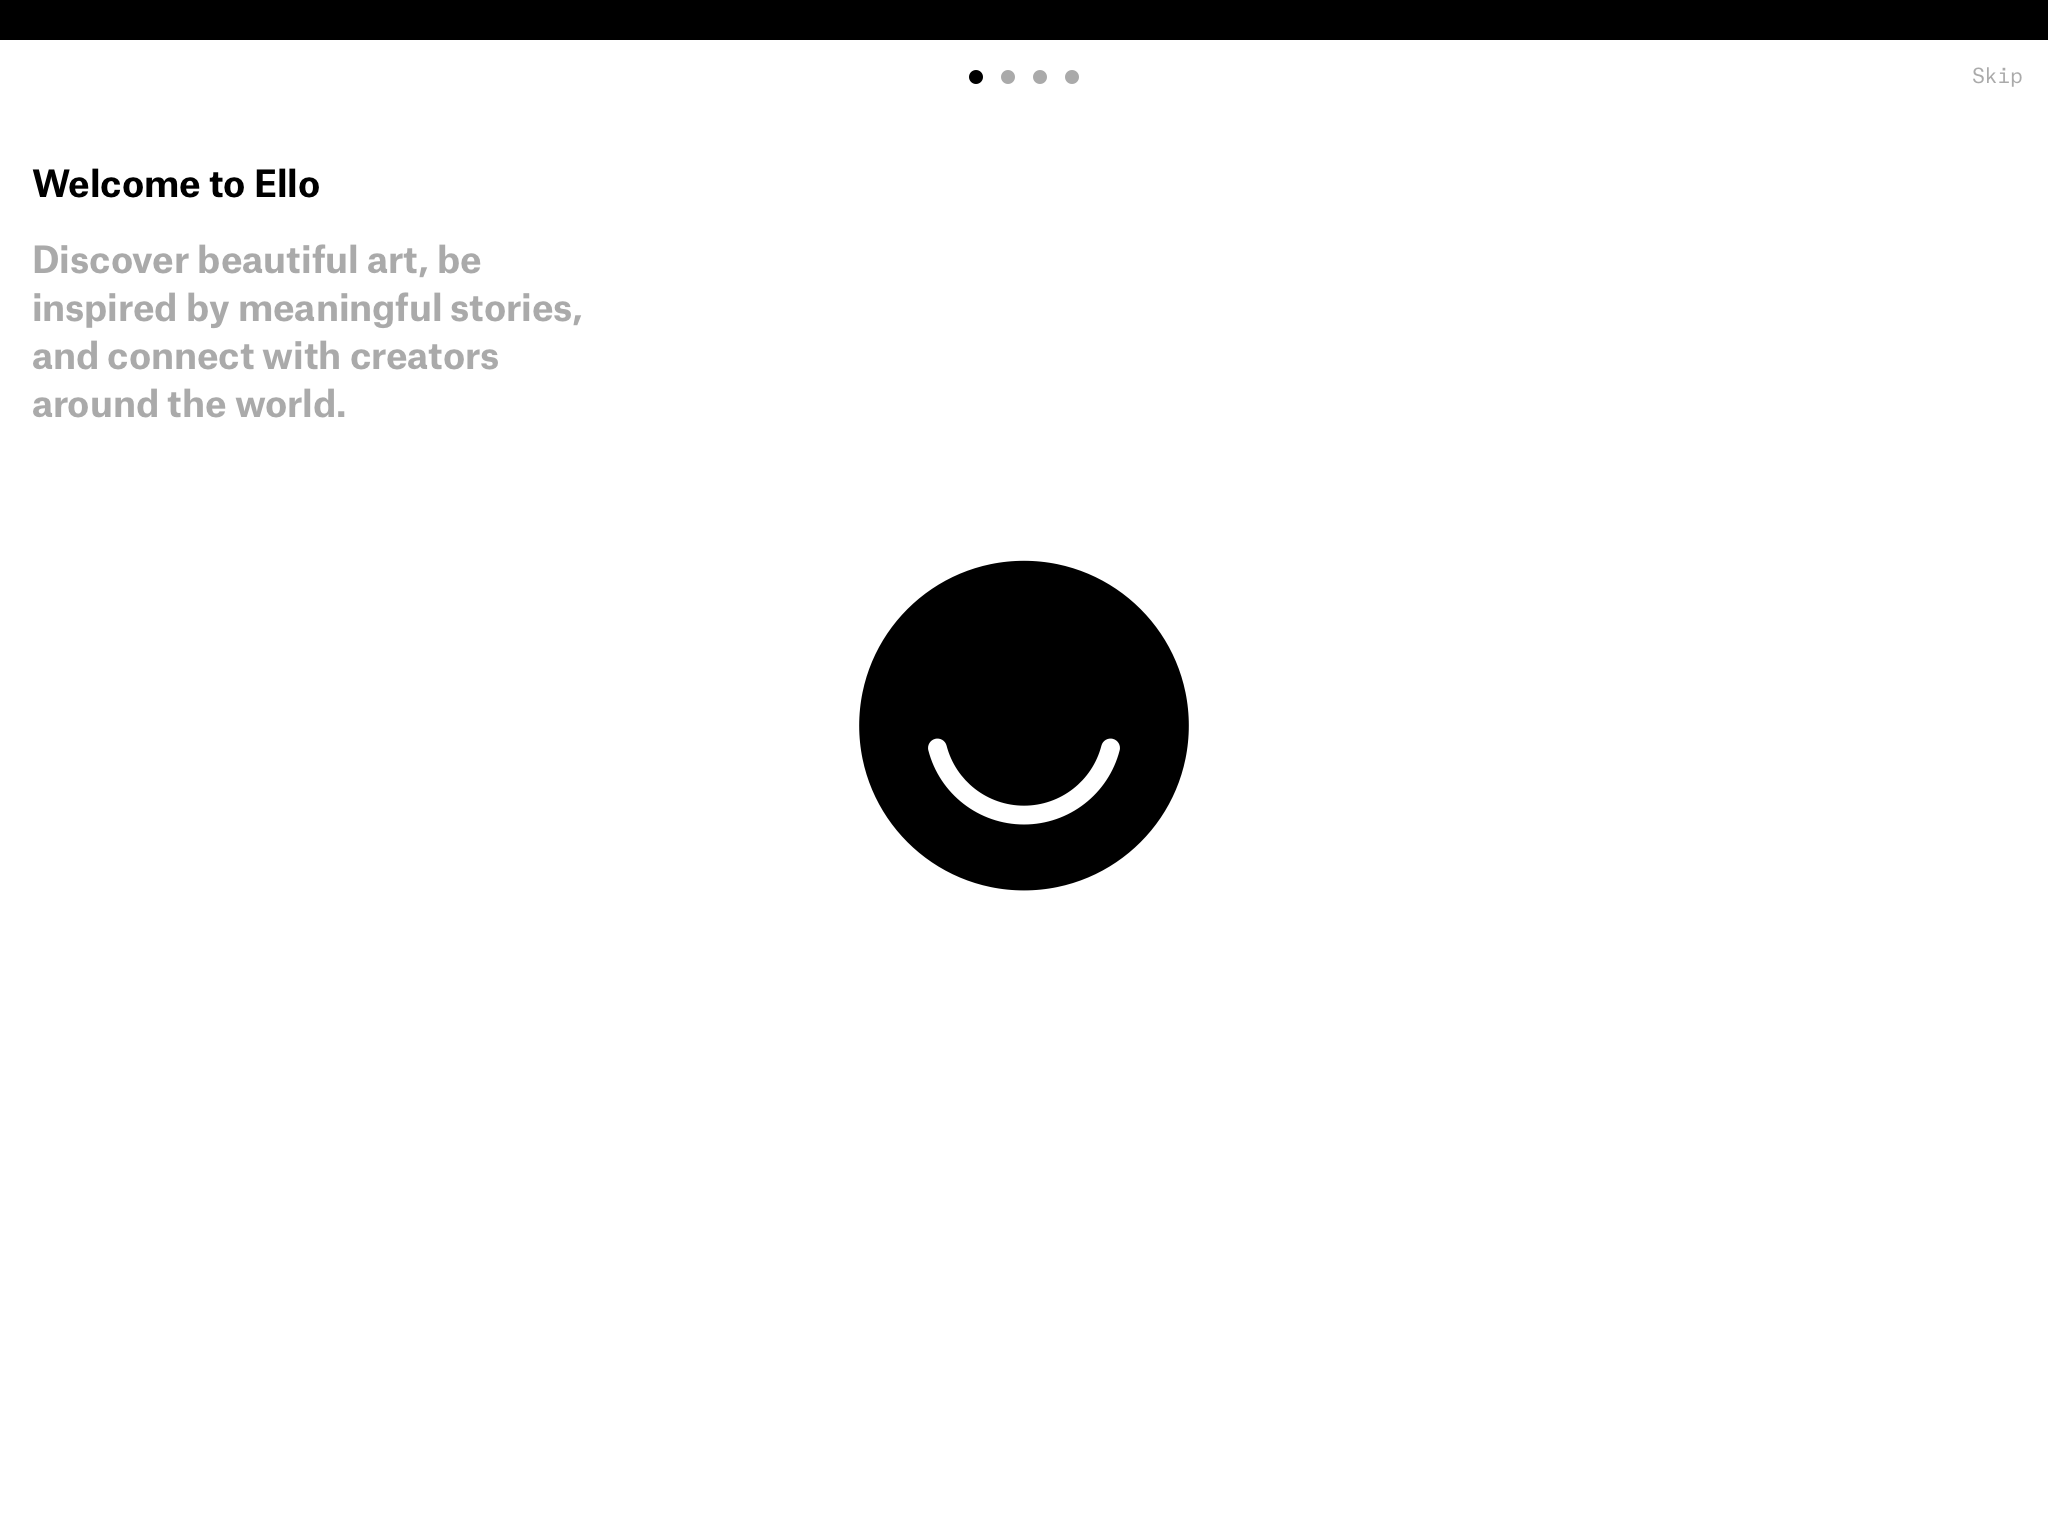 Skip
Welcome to Ello
Discover beautiful art, be
inspired by meaningful stories,
and connect with creators
around the world.